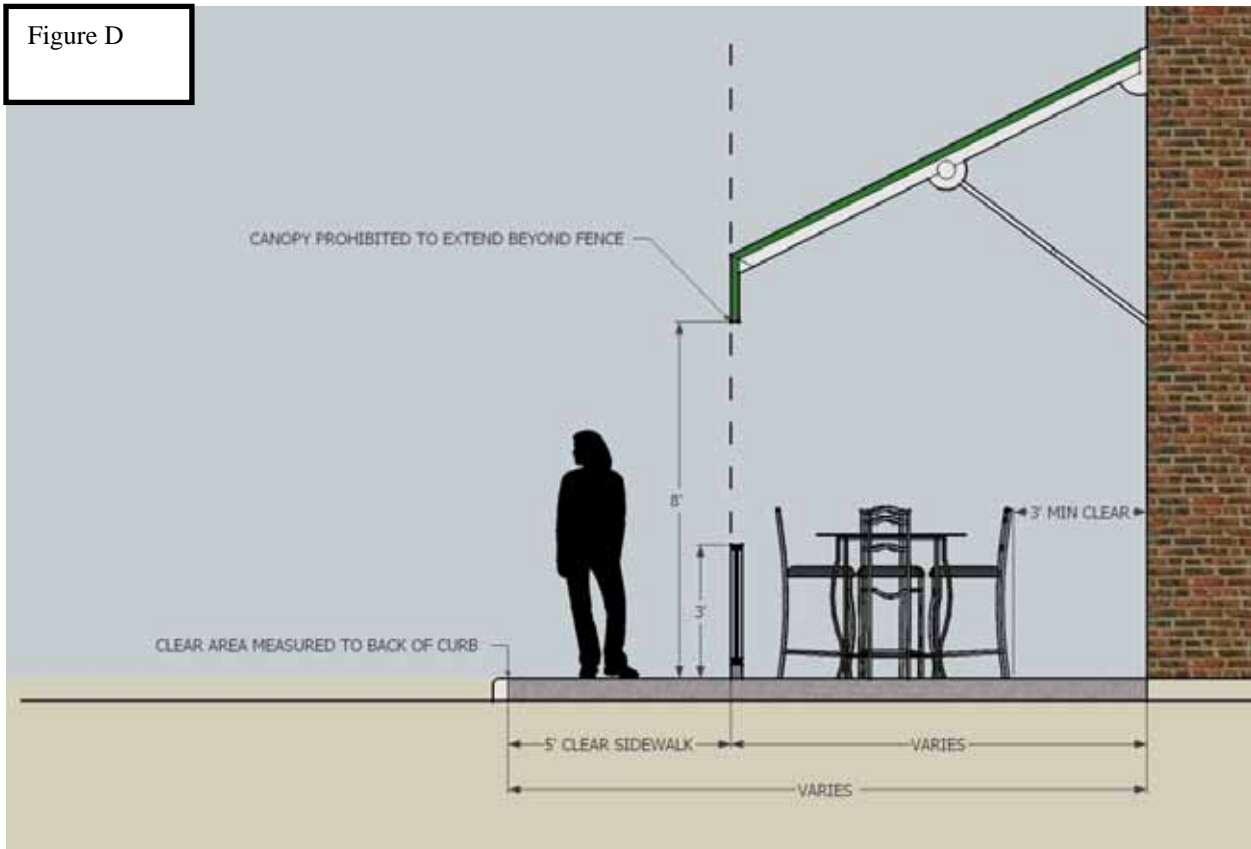 Figure D
CANOPY PROHIBITED TO EXTEND BEYOND FENCE
8'
3' MIN CLEAR
3'
CLEAR AREA MEASURED TO BACK OF CURB
5' CLEAR SIDEWALK
VARIES
VARIES